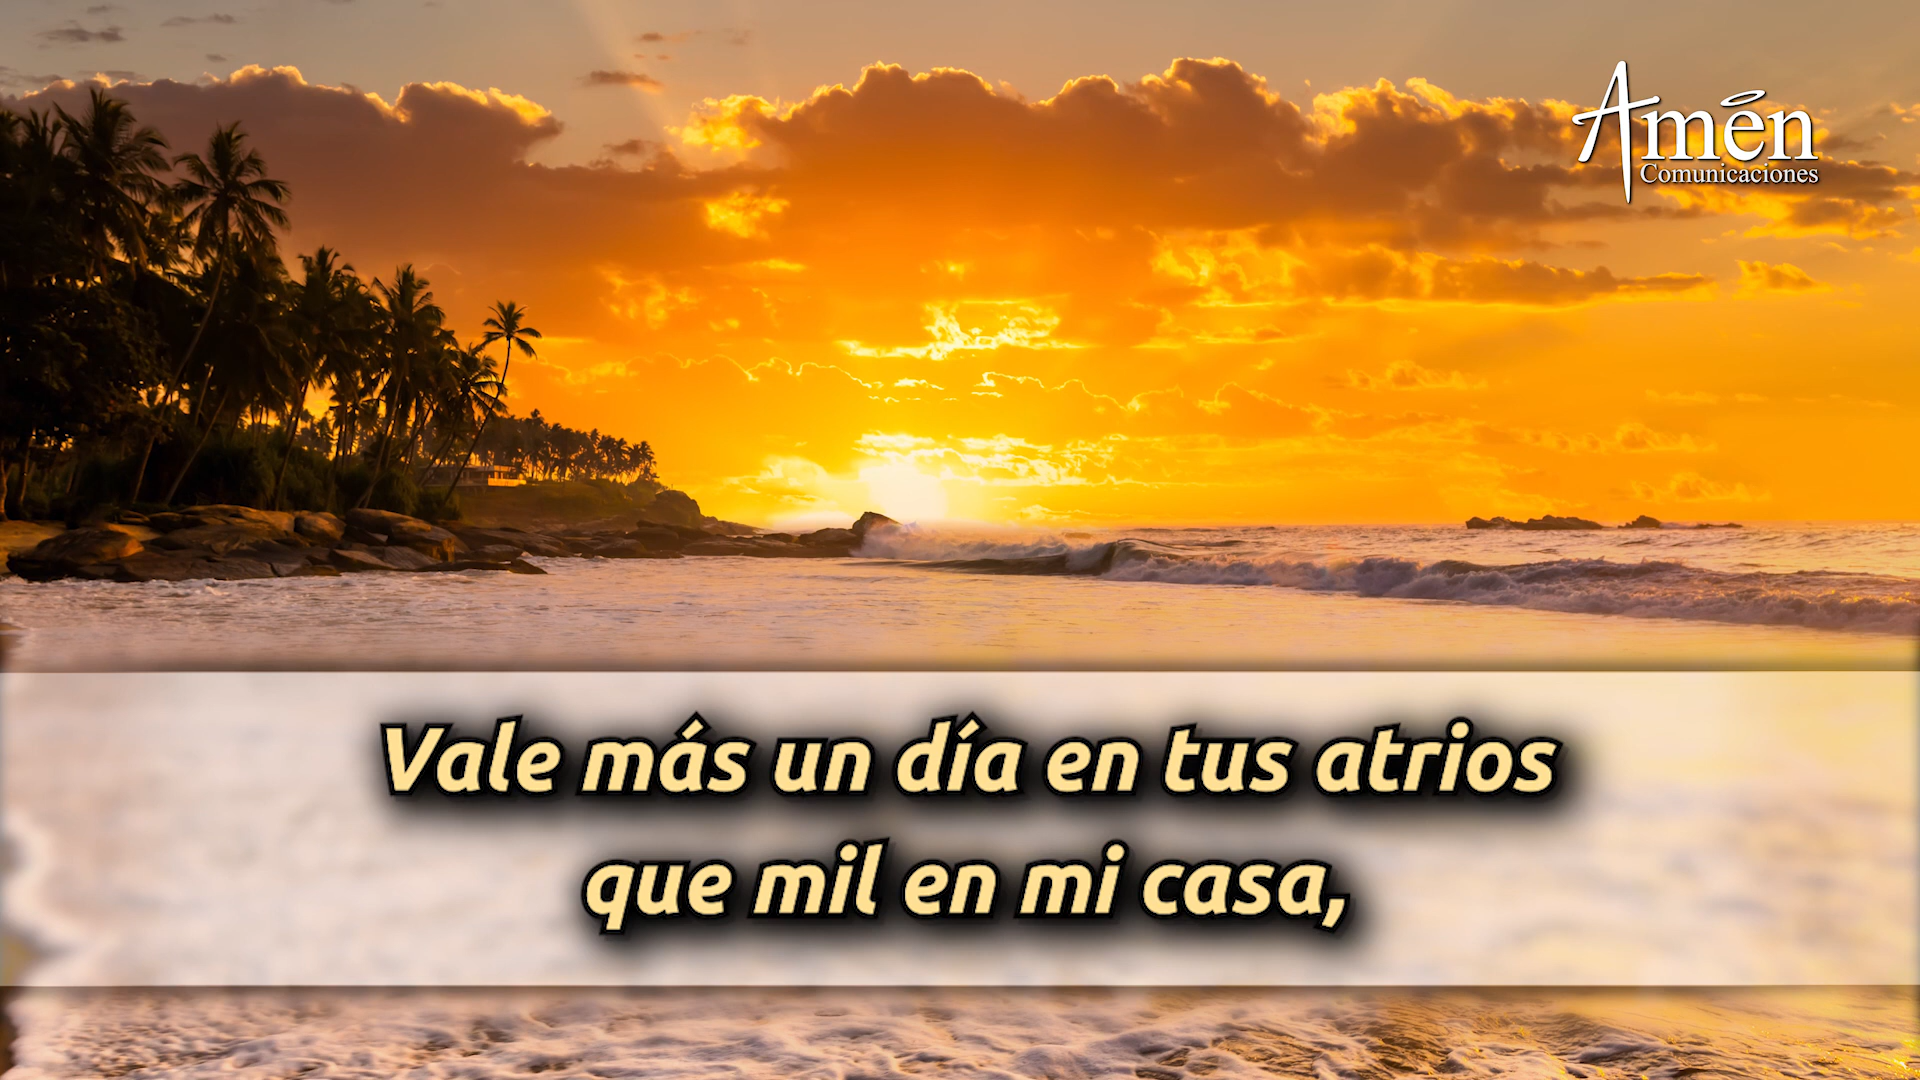 Amén
Comunicaciones
Vale más un día en tus atrios
que mil en mi casa,